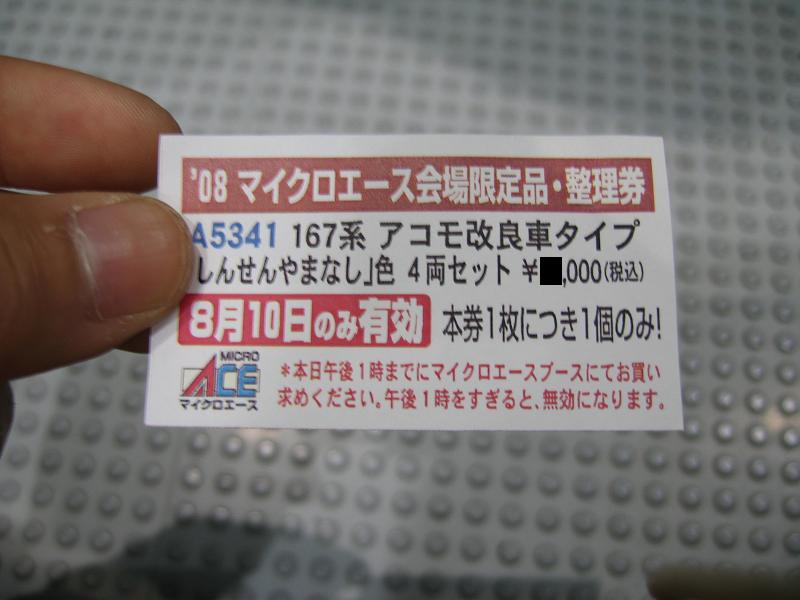 '08 マイクロエース会場限定品・整理券
A5341 167系 アコモ改良車タイプ
しんせんやまなし」色 4両セット ¥ ,000(税込)
8月10日のみ有効 本券1枚につき1個のみ!
MICRO
ACE
マイクロエース
*本日午後1時までにマイクロエースブースにてお買い
求めください。午後1時をすぎると、無効になります。